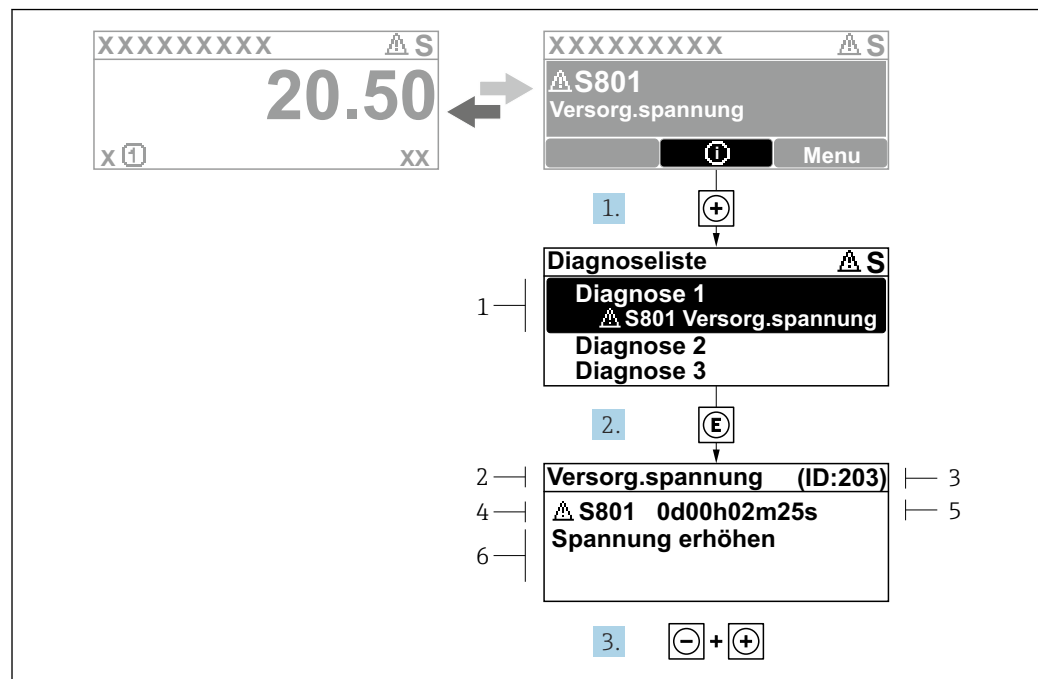 XXXXXXXXX ⚠ S
20.50
x ① xx
XXXXXXXXX ⚠ S
⚠ S801
Versorg.spannung
ⓘ Menu
1. +
Diagnoseliste ⚠ S
1 Diagnose 1
⚠ S801 Versorg.spannung
Diagnose 2
Diagnose 3
2. E
2 Versorg.spannung (ID:203) 3
4 ⚠ S801 0d00h02m25s 5
6 Spannung erhöhen
3. - + +